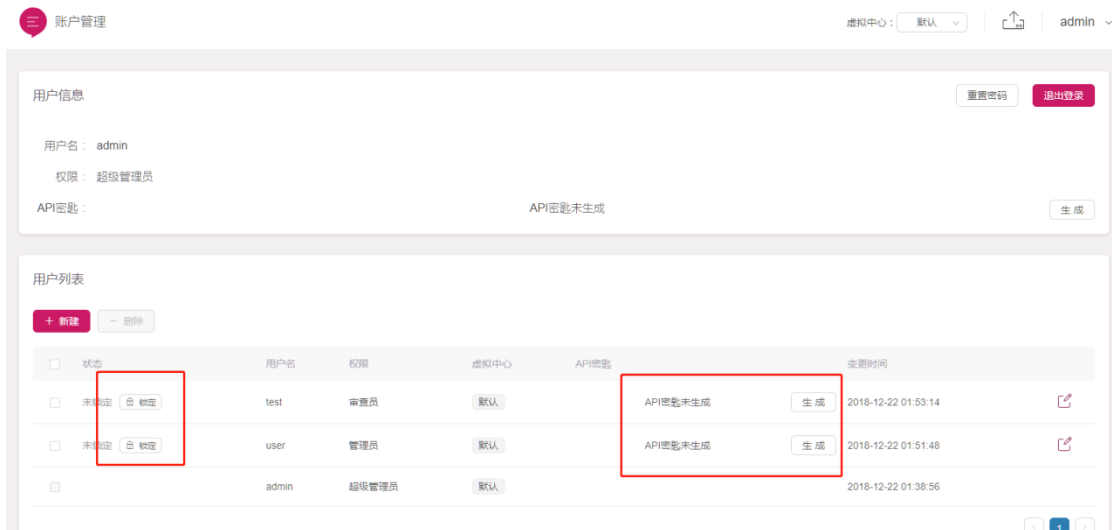 账户管理 虚拟中心： 默认 admin
用户信息 重置密码 退出登录
用户名： admin
权限： 超级管理员
API密匙： API密匙未生成 生成
用户列表
+ 新建 − 删除
状态 用户名 权限 虚拟中心 API密匙 变更时间
未锁定 锁定 test 审查员 默认 API密匙未生成 生成 2018-12-22 01:53:14
未锁定 锁定 user 管理员 默认 API密匙未生成 生成 2018-12-22 01:51:48
admin 超级管理员 默认 2018-12-22 01:38:56
< 1 >